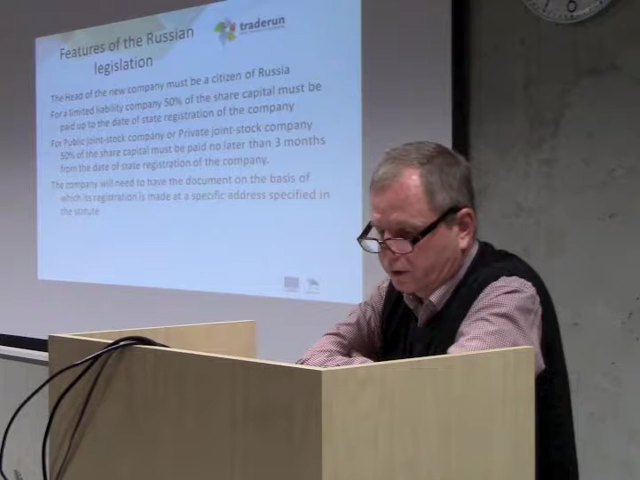 traderun
Features of the Russian
legislation
The Head of the new company must be a citizen of Russia
For a limited liability company 50% of the share capital must be
paid up to the date of state registration of the company
For Public joint-stock company or Private joint-stock company
50% of the share capital must be paid no later than 3 months
from the date of state registration of the company.
The company will need to have the document on the basis of
which its registration is made at a specific address specified in
the statute